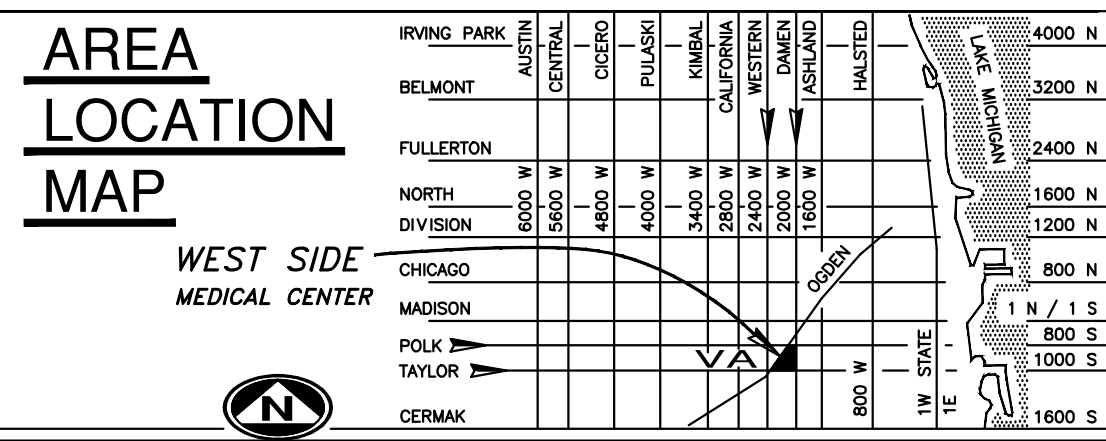 AREA
LOCATION
MAP
WEST SIDE
MEDICAL CENTER
N
IRVING PARK
BELMONT
FULLERTON
NORTH
DIVISION
CHICAGO
MADISON
POLK
TAYLOR
CERMAK
AUSTIN
CENTRAL
CICERO
PULASKI
KIMBAL
CALIFORNIA
WESTERN
DAMEN
ASHLAND
HALSTED
6000 W
5600 W
4800 W
4000 W
3400 W
2800 W
2400 W
2000 W
1600 W
OGDEN
VA
800 W
1W STATE
1E
LAKE MICHIGAN
4000 N
3200 N
2400 N
1600 N
1200 N
800 N
1 N / 1 S
800 S
1000 S
1600 S